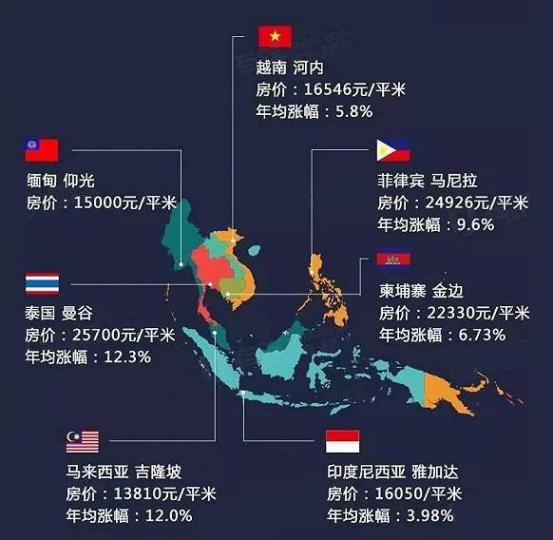 越南 河内
房价：16546元/平米
年均涨幅：5.8%
缅甸 仰光
房价：15000元/平米
菲律宾 马尼拉
房价：24926元/平米
年均涨幅：9.6%
泰国 曼谷
房价：25700元/平米
年均涨幅：12.3%
柬埔寨 金边
房价：22330元/平米
年均涨幅：6.73%
马来西亚 吉隆坡
房价：13810元/平米
年均涨幅：12.0%
印度尼西亚 雅加达
房价：16050/平米
年均涨幅：3.98%